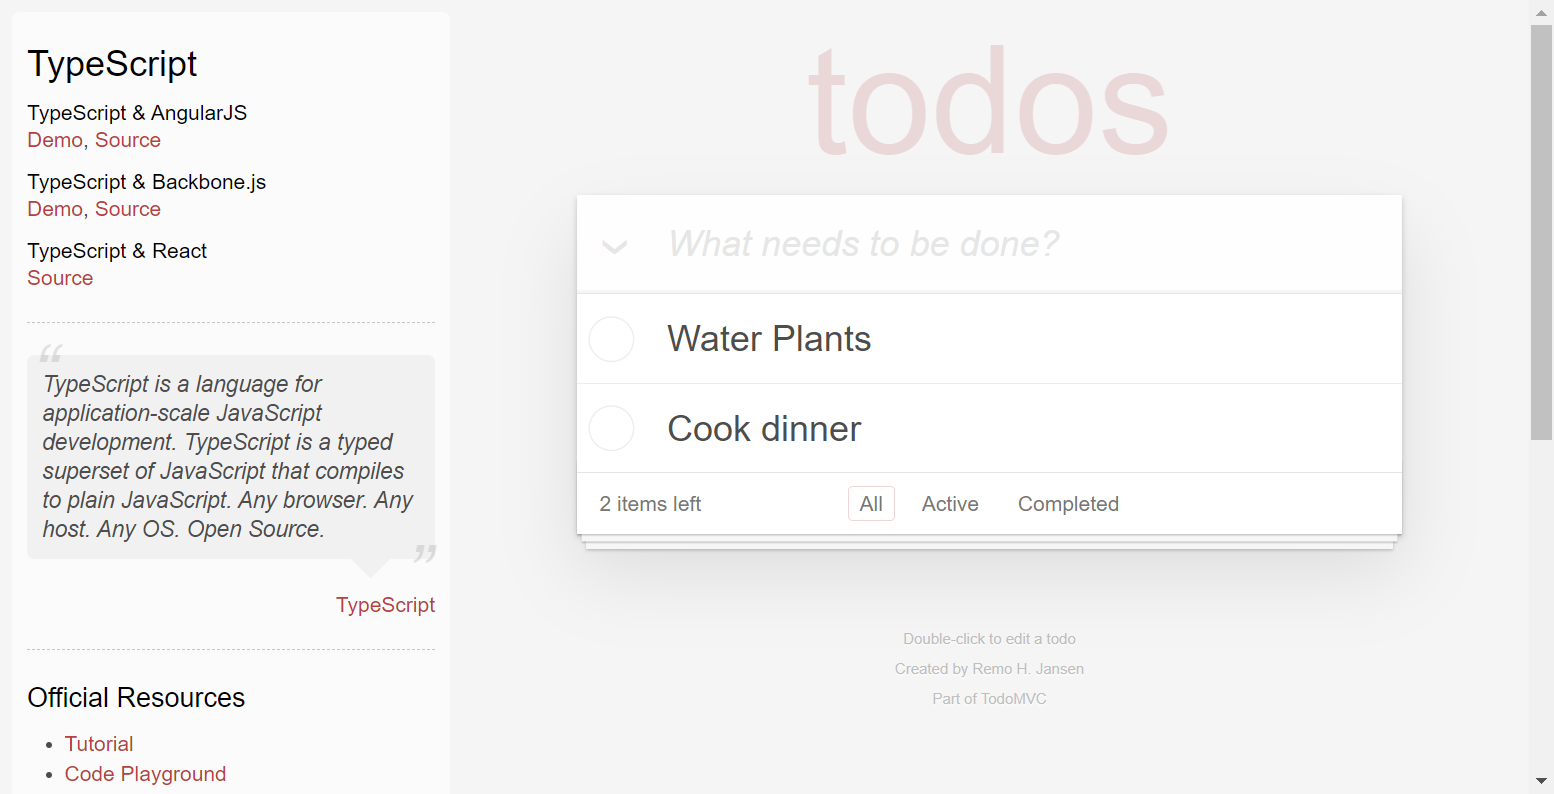 TypeScript
TypeScript & AngularJS
Demo, Source
TypeScript & Backbone.js
Demo, Source
TypeScript & React
Source
“
TypeScript is a language for
application-scale JavaScript
development. TypeScript is a typed
superset of JavaScript that compiles
to plain JavaScript. Any browser. Any
host. Any OS. Open Source.
”
TypeScript
Official Resources
• Tutorial
• Code Playground
todos
What needs to be done?
Water Plants
Cook dinner
2 items left All Active Completed
Double-click to edit a todo
Created by Remo H. Jansen
Part of TodoMVC